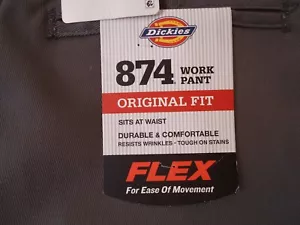 Dickies
874 WORK PANT
ORIGINAL FIT
SITS AT WAIST
DURABLE & COMFORTABLE
RESISTS WRINKLES - TOUGH ON STAINS
FLEX
For Ease Of Movement